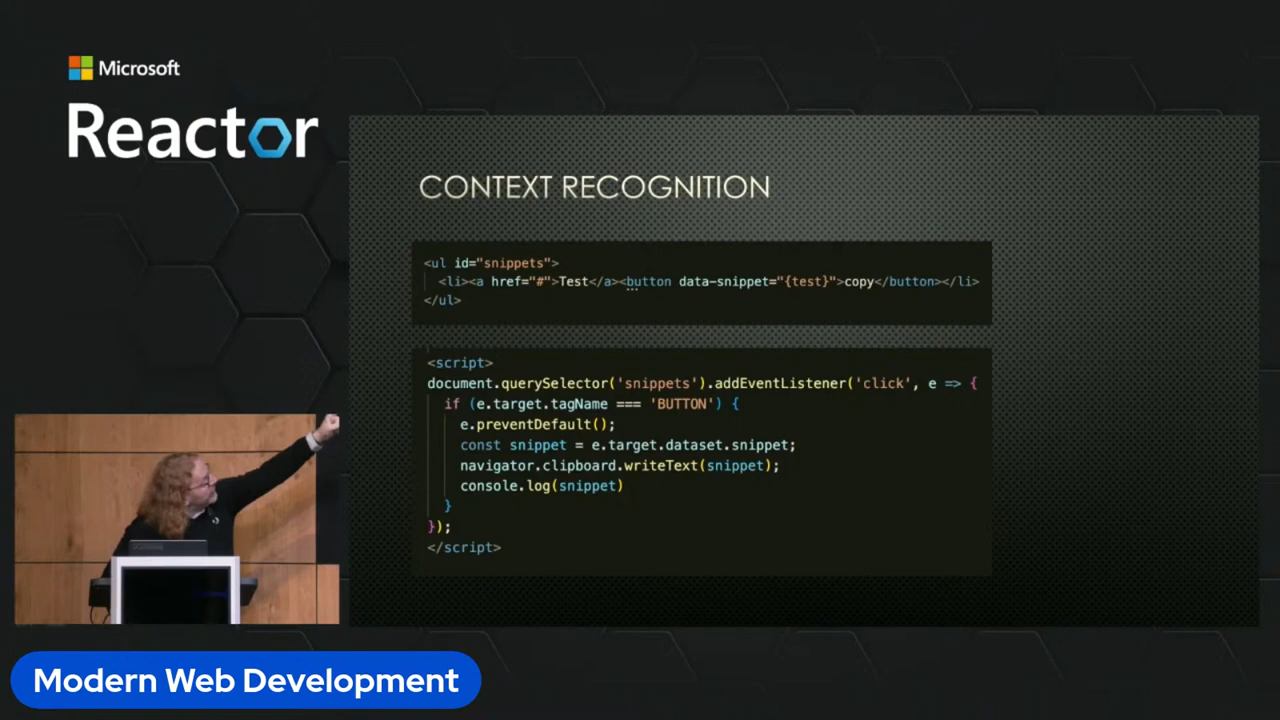 Microsoft
Reactor
CONTEXT RECOGNITION
<ul id="snippets">
<li><a href="#">Test</a><button data-snippet="{test}">copy</button></li>
</ul>
<script>
document.querySelector('snippets').addEventListener('click', e => {
if (e.target.tagName === 'BUTTON') {
e.preventDefault();
const snippet = e.target.dataset.snippet;
navigator.clipboard.writeText(snippet);
console.log(snippet)
}
});
</script>
Modern Web Development